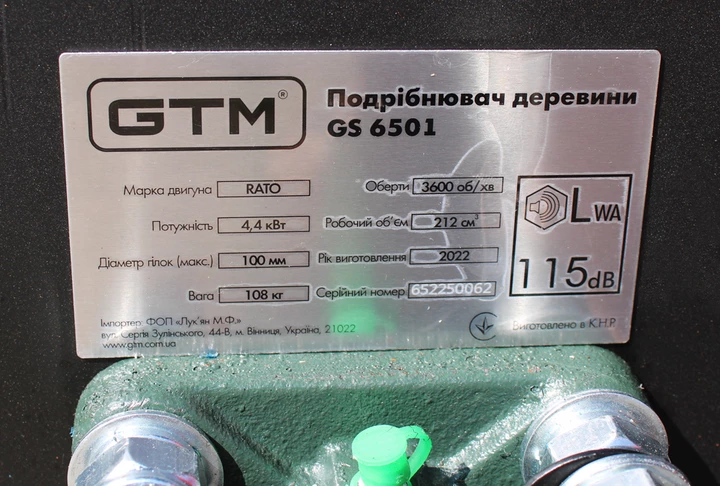 GTM®
Подрібнювач деревини
GS 6501
Марка двигуна RATO
Потужність 4,4 кВт
Діаметр гілок (макс.) 100 мм
Вага 108 кг
Оберти 3600 об/хв
Робочий об'єм 212 см³
Рік виготовлення 2022
Серійний номер 652250062
LWA
115dB
Імпортер: ФОП «Лук'ян М.Ф.»
вул. Сергія Зулінського, 44-В, м. Вінниця, Україна, 21022
www.gtm.com.ua
Виготовлено в К.Н.Р.